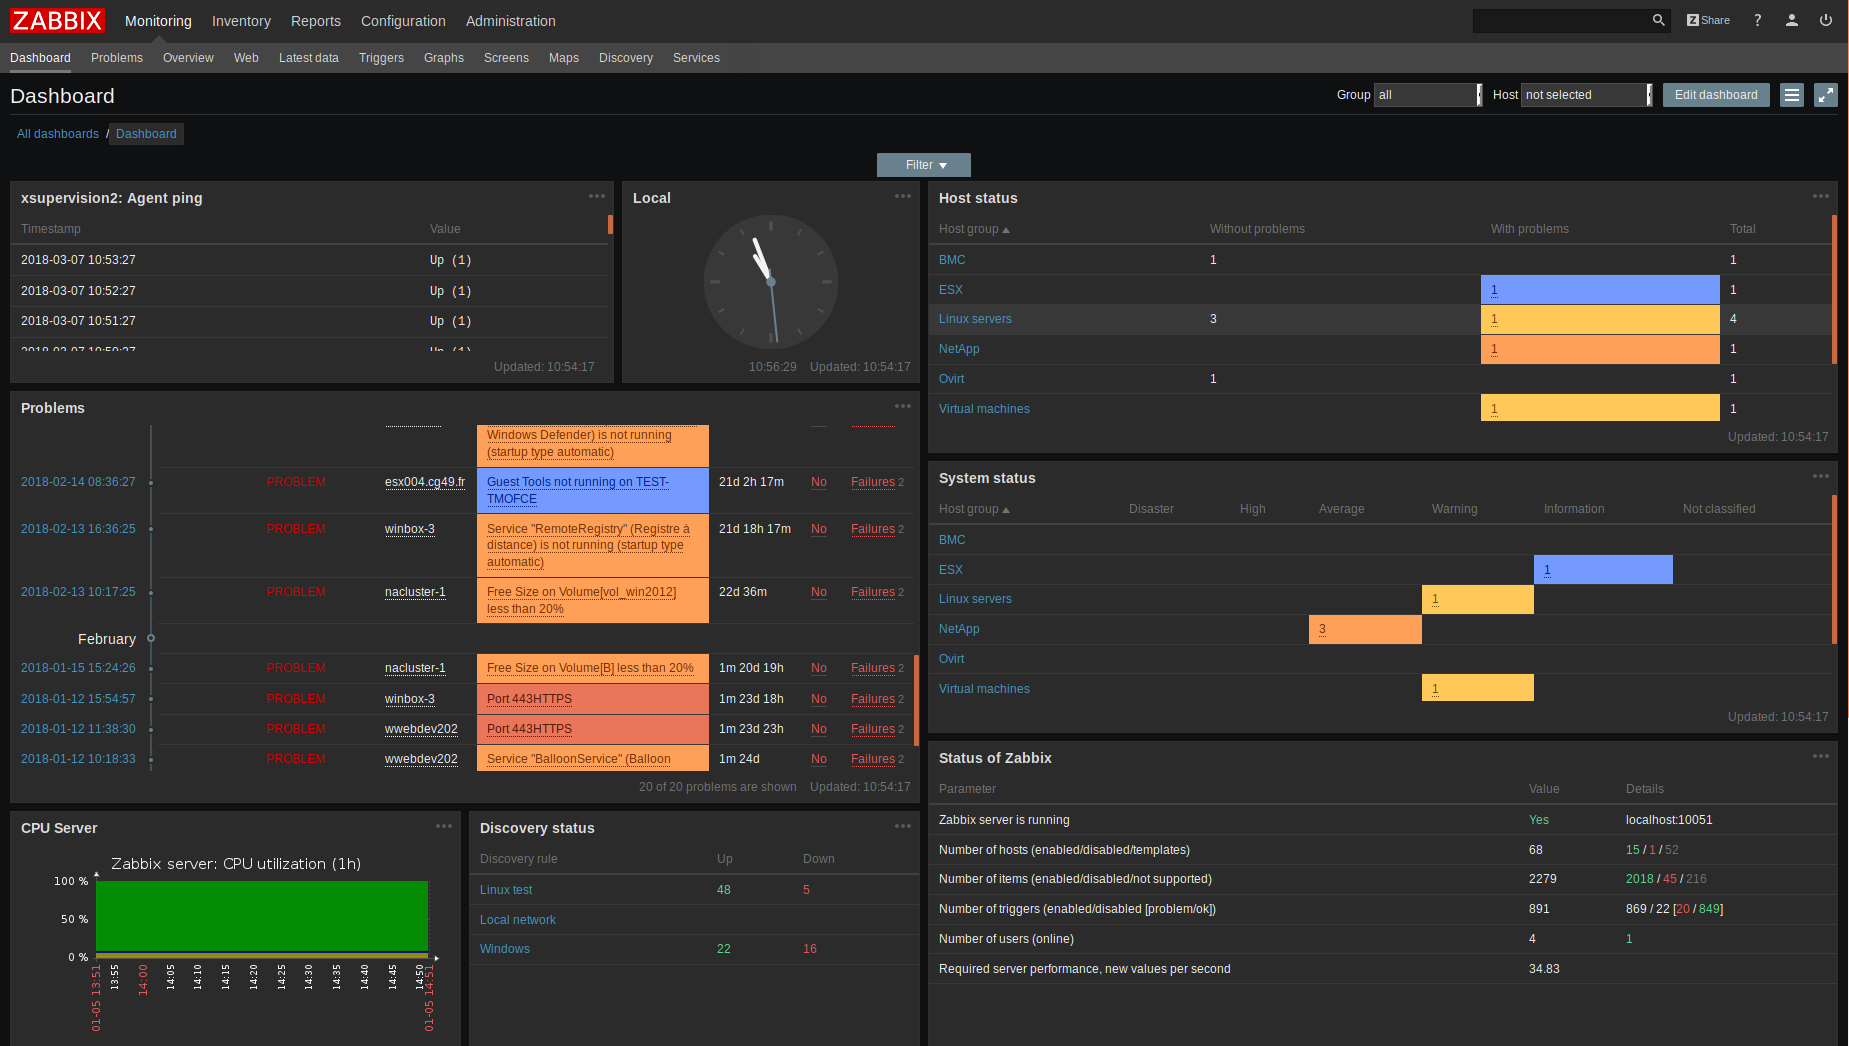 ZABBIX Monitoring Inventory Reports Configuration Administration Z Share ?
Dashboard Problems Overview Web Latest data Triggers Graphs Screens Maps Discovery Services
Dashboard Group all Host not selected Edit dashboard
All dashboards / Dashboard
Filter
xsupervision2: Agent ping
Timestamp Value
2018-03-07 10:53:27 Up (1)
2018-03-07 10:52:27 Up (1)
2018-03-07 10:51:27 Up (1)
2018-03-07 10:50:27 Up (1)
Updated: 10:54:17
Local
10:56:29 Updated: 10:54:17
Host status
Host group Without problems With problems Total
BMC 1 1
ESX 1 1
Linux servers 3 1 4
NetApp 1 1
Ovirt 1 1
Virtual machines 1 1
Updated: 10:54:17
Problems
Windows Defender) is not running
(startup type automatic)
2018-02-14 08:36:27 PROBLEM esx004.cg49.fr Guest Tools not running on TEST- 21d 2h 17m No Failures 2
TMOFCE
2018-02-13 16:36:25 PROBLEM winbox-3 Service "RemoteRegistry" (Registre à 21d 18h 17m No Failures 2
distance) is not running (startup type
automatic)
2018-02-13 10:17:25 PROBLEM nacluster-1 Free Size on Volume[vol_win2012] 22d 36m No Failures 2
less than 20%
February
2018-01-15 15:24:26 PROBLEM nacluster-1 Free Size on Volume[B] less than 20% 1m 20d 19h No Failures 2
2018-01-12 15:54:57 PROBLEM winbox-3 Port 443HTTPS 1m 23d 18h No Failures 2
2018-01-12 11:38:30 PROBLEM wwebdev202 Port 443HTTPS 1m 23d 23h No Failures 2
2018-01-12 10:18:33 PROBLEM wwebdev202 Service "BalloonService" (Balloon 1m 24d No Failures 2
20 of 20 problems are shown Updated: 10:54:17
System status
Host group Disaster High Average Warning Information Not classified
BMC
ESX 1
Linux servers 1
NetApp 3
Ovirt
Virtual machines 1
Updated: 10:54:17
CPU Server
Zabbix server: CPU utilization (1h)
100 %
50 %
0 %
01-05 13:51 13:55 14:00 14:05 14:10 14:15 14:20 14:25 14:30 14:35 14:40 14:45 14:50 01-05 14:51
Discovery status
Discovery rule Up Down
Linux test 48 5
Local network
Windows 22 16
Status of Zabbix
Parameter Value Details
Zabbix server is running Yes localhost:10051
Number of hosts (enabled/disabled/templates) 68 15 / 1 / 52
Number of items (enabled/disabled/not supported) 2279 2018 / 45 / 216
Number of triggers (enabled/disabled [problem/ok]) 891 869 / 22 [20 / 849]
Number of users (online) 4 1
Required server performance, new values per second 34.83